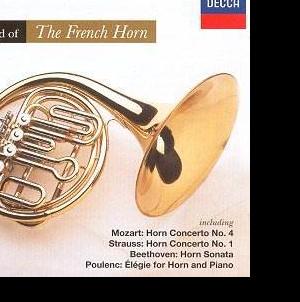 DECCA
d of The French Horn
including
Mozart: Horn Concerto No. 4
Strauss: Horn Concerto No. 1
Beethoven: Horn Sonata
Poulenc: Élégie for Horn and Piano